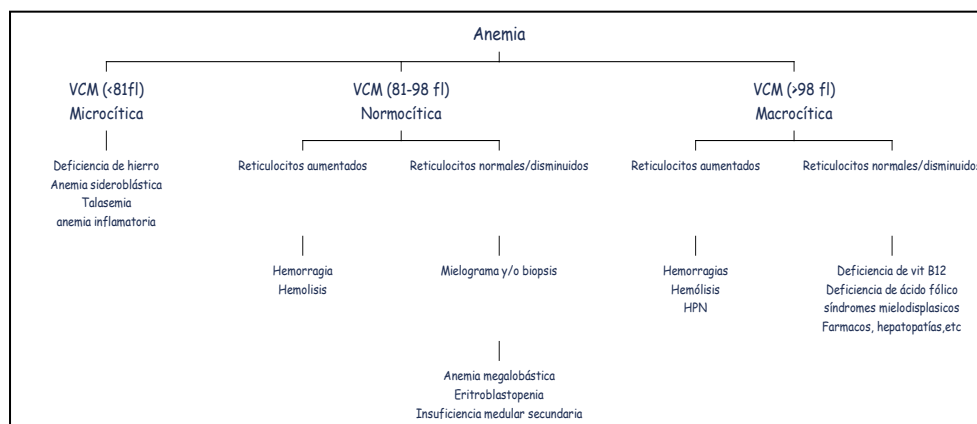 Anemia
VCM (<81fl)
Microcítica
VCM (81-98 fl)
Normocítica
VCM (>98 fl)
Macrocítica
Deficiencia de hierro
Anemia sideroblástica
Talasemia
anemia inflamatoria
Reticulocitos aumentados
Reticulocitos normales/disminuidos
Reticulocitos aumentados
Reticulocitos normales/disminuidos
Hemorragia
Hemolisis
Mielograma y/o biopsis
Hemorragias
Hemólisis
HPN
Deficiencia de vit B12
Deficiencia de ácido fólico
síndromes mielodisplasicos
Farmacos, hepatopatías,etc
Anemia megalobástica
Eritroblastopenia
Insuficiencia medular secundaria